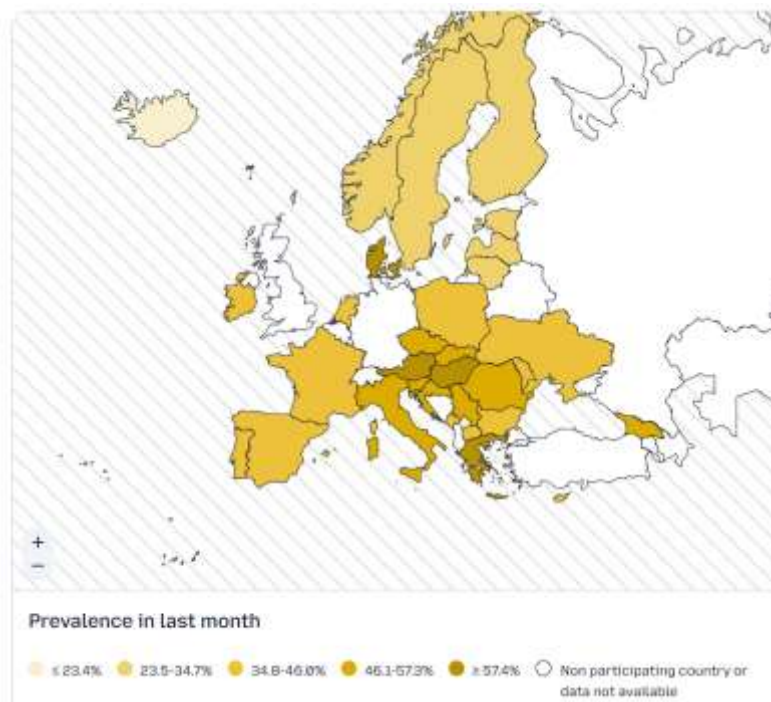 +
−
Prevalence in last month
≤ 23.4% 23.5-34.7% 34.8-46.0% 46.1-57.3% ≥ 57.4% Non participating country or
data not available